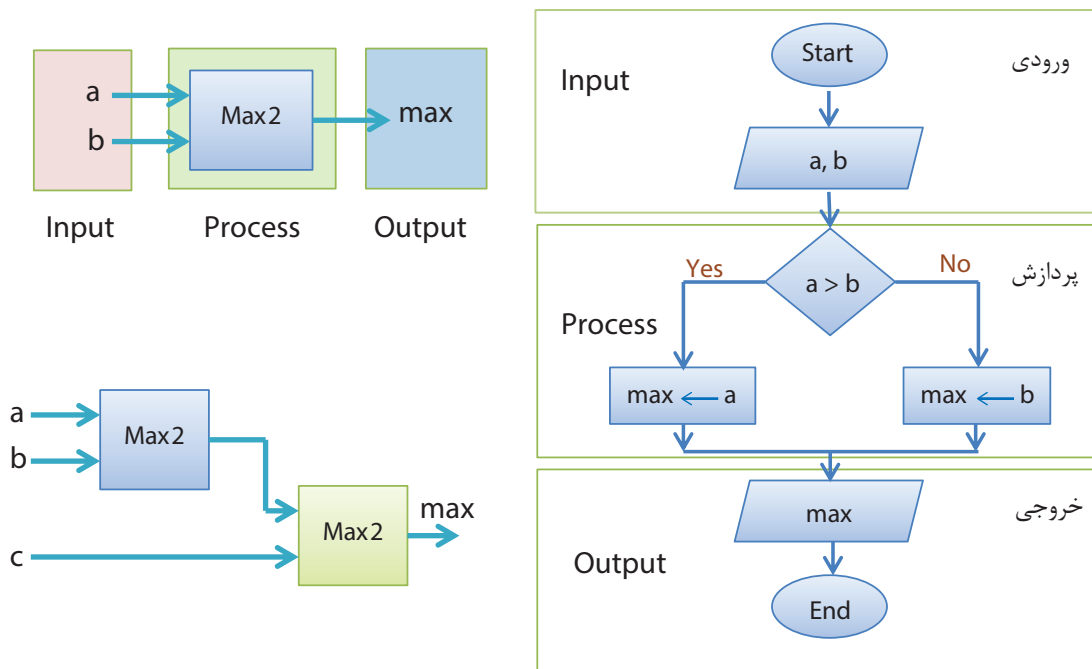 a
b
Max2
max
Input
Process
Output
a
b
Max2
c
Max2
max
Input
ورودی
Start
a, b
Process
پردازش
a > b
Yes
No
max ← a
max ← b
Output
خروجی
max
End